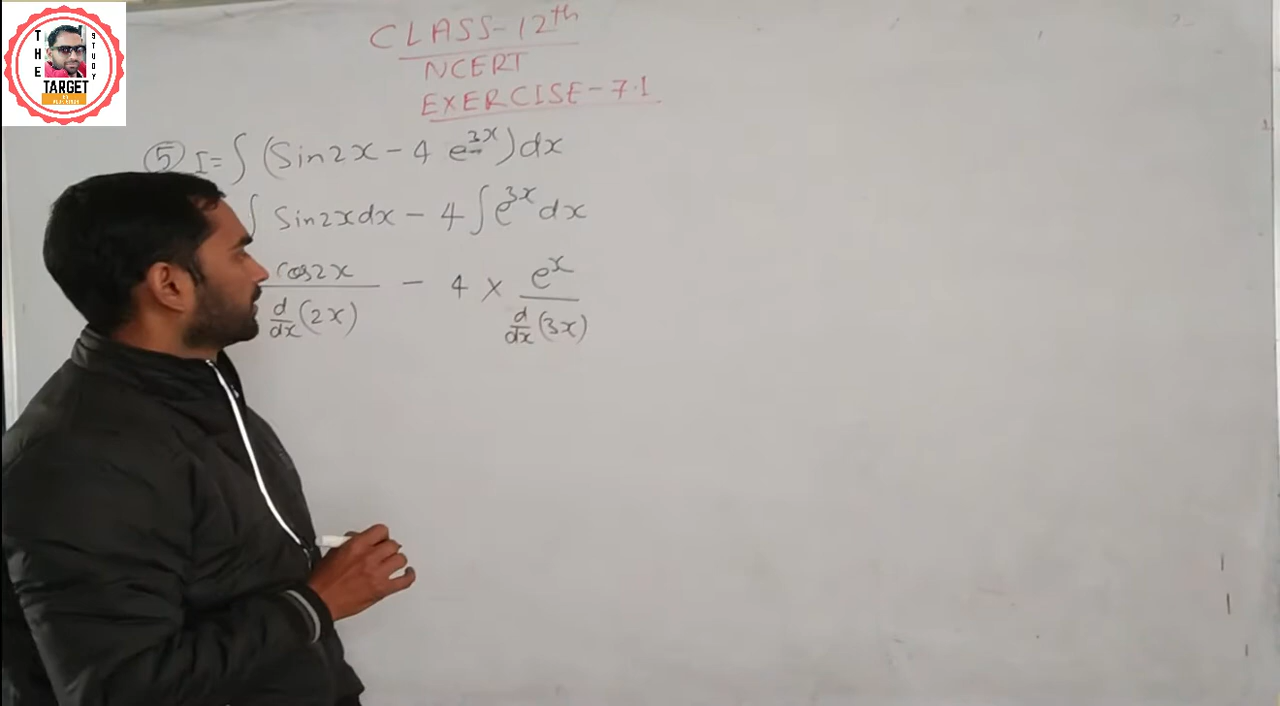 THE
STUDY
TARGET
CLASS-12th
NCERT
EXERCISE-7.1
⑤ I=∫(Sin2x-4 e^3x)dx
∫ Sin2xdx - 4∫e^3x dx
cos2x / d/dx(2x) - 4 × e^x / d/dx(3x)